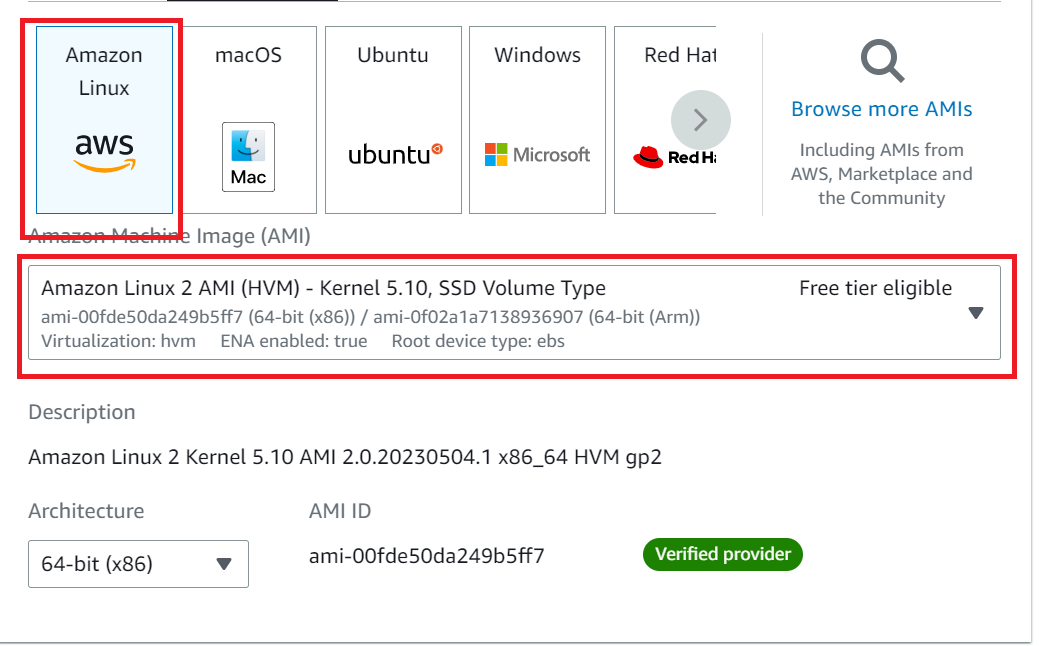 Amazon
Linux
aws
macOS
Mac
Ubuntu
ubuntu
Windows
Microsoft
Red Hat
Red Ha
Browse more AMIs
Including AMIs from
AWS, Marketplace and
the Community
Amazon Machine Image (AMI)
Amazon Linux 2 AMI (HVM) - Kernel 5.10, SSD Volume Type
Free tier eligible
ami-00fde50da249b5ff7 (64-bit (x86)) / ami-0f02a1a7138936907 (64-bit (Arm))
Virtualization: hvm ENA enabled: true Root device type: ebs
Description
Amazon Linux 2 Kernel 5.10 AMI 2.0.20230504.1 x86_64 HVM gp2
Architecture
AMI ID
64-bit (x86)
ami-00fde50da249b5ff7
Verified provider